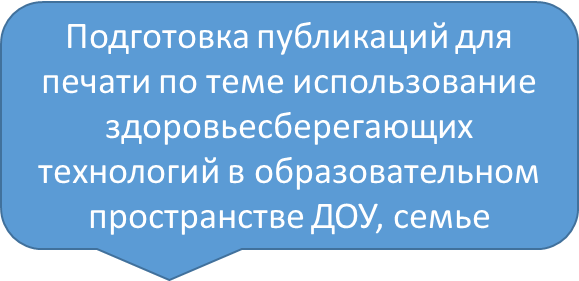 Подготовка публикаций для
печати по теме использование
здоровьесберегающих
технологий в образовательном
пространстве ДОУ, семье